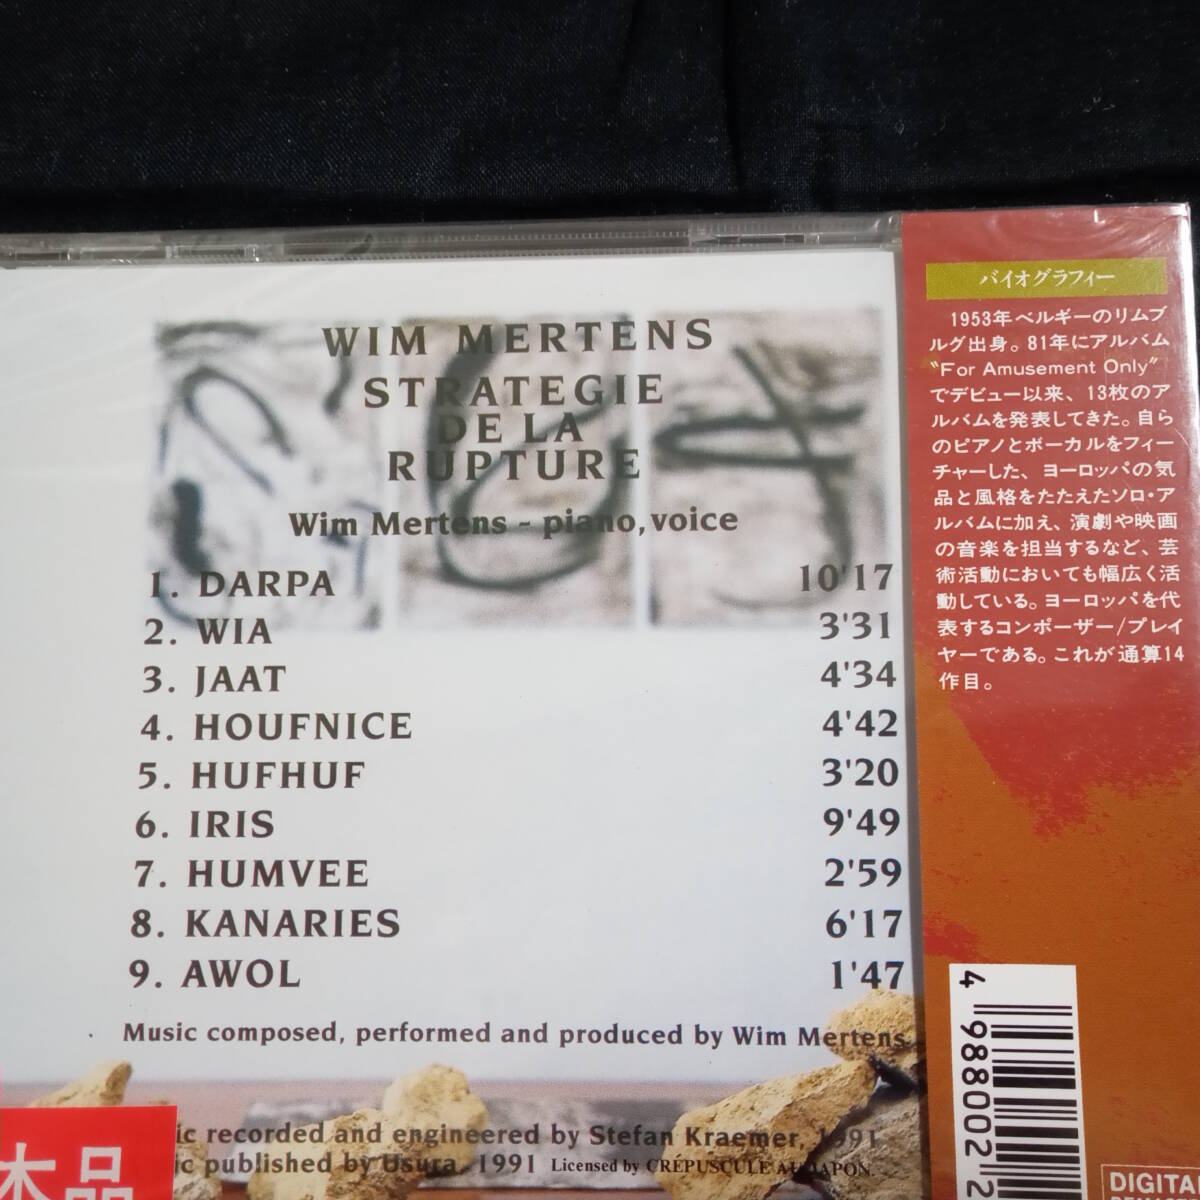 WIM MERTENS
STRATEGIE
DE LA
RUPTURE
Wim Mertens - piano, voice
1. DARPA 10'17
2. WIA 3'31
3. JAAT 4'34
4. HOUFNICE 4'42
5. HUFHUF 3'20
6. IRIS 9'49
7. HUMVEE 2'59
8. KANARIES 6'17
9. AWOL 1'47
Music composed, performed and produced by Wim Mertens
ic recorded and engineered by Stefan Kraemer, 1991
ic published by Usura, 1991 Licensed by CRÉPUSCULE AU JAPON.
バイオグラフィー
1953年ベルギーのリムブ
ルグ出身。81年にアルバム
"For Amusement Only"
でデビュー以来、13枚のア
ルバムを発表してきた。自ら
のピアノとボーカルをフィー
チャーした、ヨーロッパの気
品と風格をたたえたソロ・ア
ルバムに加え、演劇や映画
の音楽を担当するなど、芸
術活動においても幅広く活
動している。ヨーロッパを代
表するコンポーザー/プレイ
ヤーである。これが通算14
作目。
4 988002 2
DIGITA
品